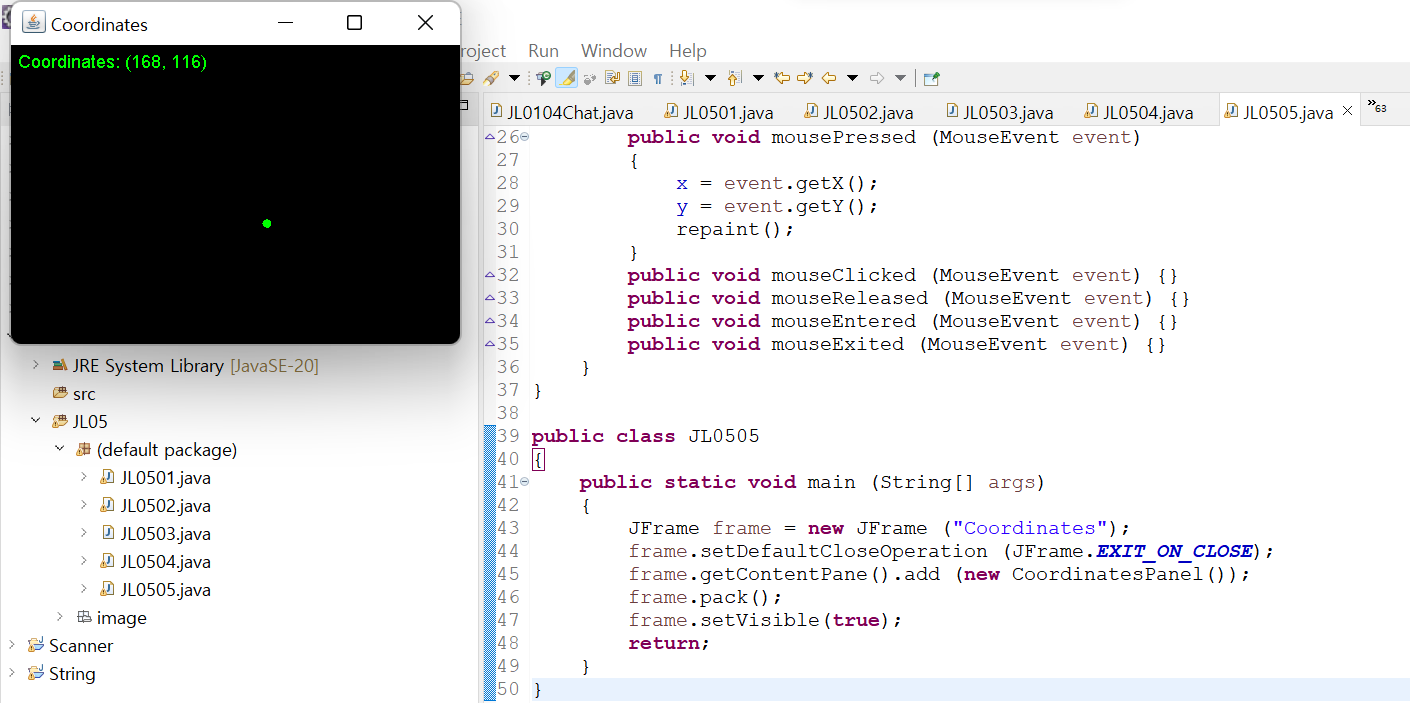 Coordinates
Coordinates: (168, 116)
Run Window Help
JL0104Chat.java JL0501.java JL0502.java JL0503.java JL0504.java JL0505.java »63
26 public void mousePressed (MouseEvent event)
27 {
28 x = event.getX();
29 y = event.getY();
30 repaint();
31 }
32 public void mouseClicked (MouseEvent event) {}
33 public void mouseReleased (MouseEvent event) {}
34 public void mouseEntered (MouseEvent event) {}
35 public void mouseExited (MouseEvent event) {}
36 }
37 }
38
39 public class JL0505
40 {
41 public static void main (String[] args)
42 {
43 JFrame frame = new JFrame ("Coordinates");
44 frame.setDefaultCloseOperation (JFrame.EXIT_ON_CLOSE);
45 frame.getContentPane().add (new CoordinatesPanel());
46 frame.pack();
47 frame.setVisible(true);
48 return;
49 }
50 }
JRE System Library [JavaSE-20]
src
JL05
(default package)
JL0501.java
JL0502.java
JL0503.java
JL0504.java
JL0505.java
image
Scanner
String